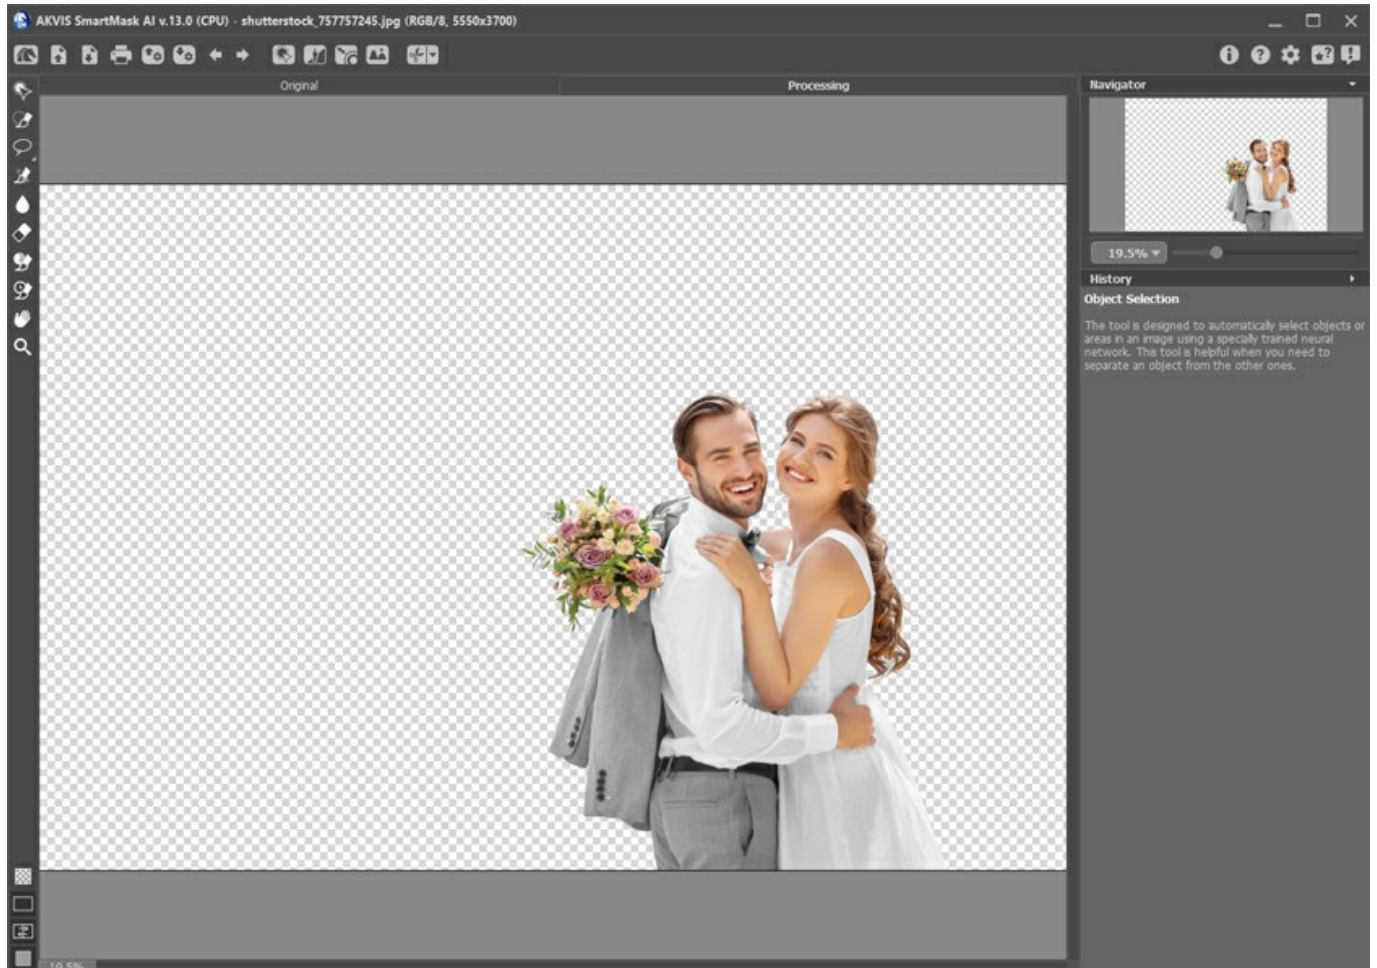 AKVIS SmartMask AI v.13.0 (CPU) - shutterstock_757757245.jpg (RGB/8, 5550x3700)
Original
Processing
Navigator
19.5%
History
Object Selection
The tool is designed to automatically select objects or
areas in an image using a specially trained neural
network. This tool is helpful when you need to
separate an object from the other ones.
19.5%